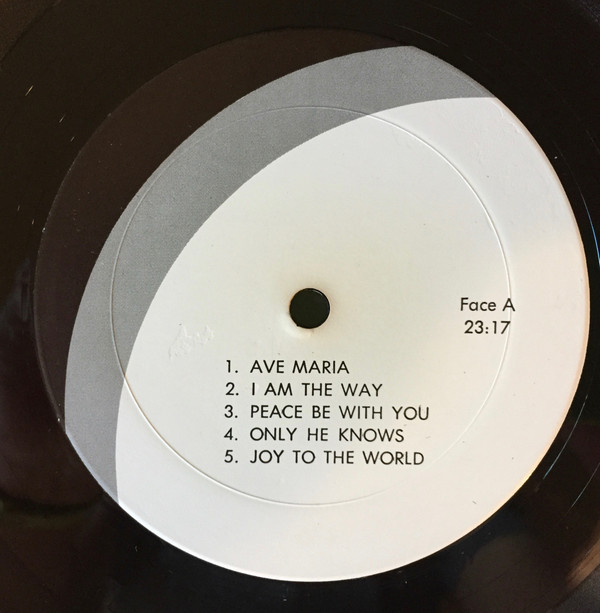 Face A
23:17
1. AVE MARIA
2. I AM THE WAY
3. PEACE BE WITH YOU
4. ONLY HE KNOWS
5. JOY TO THE WORLD